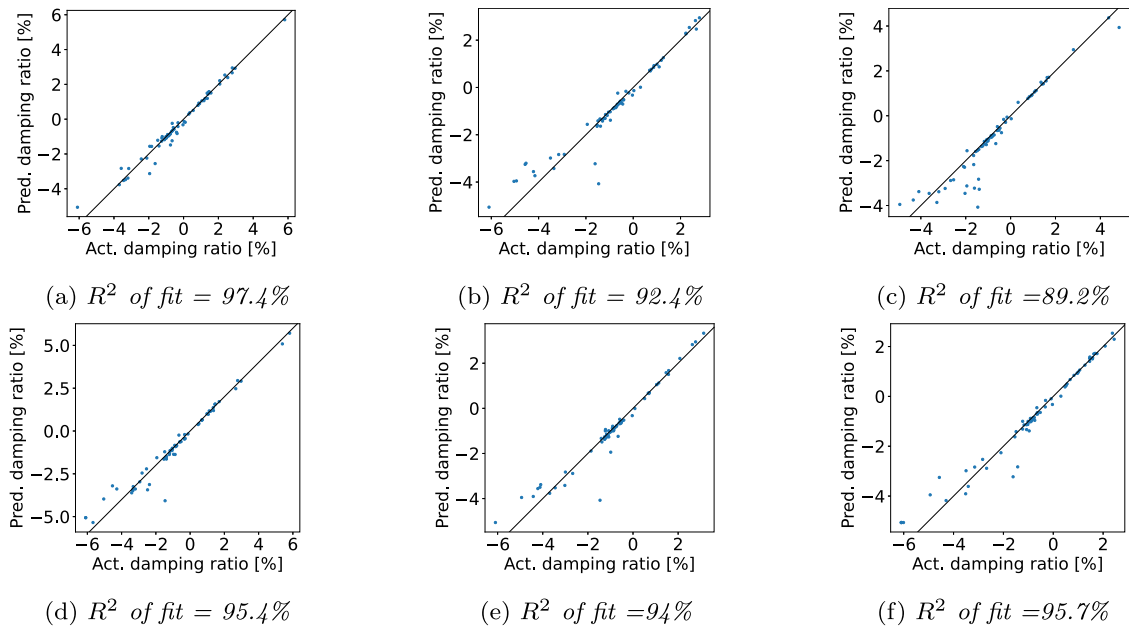 6
4
2
0
−2
−4
−6 −4 −2 0 2 4 6
Pred. damping ratio [%]
Act. damping ratio [%]
(a) R² of fit = 97.4%
2
0
−2
−4
−6 −4 −2 0 2
Pred. damping ratio [%]
Act. damping ratio [%]
(b) R² of fit = 92.4%
4
2
0
−2
−4
−4 −2 0 2 4
Pred. damping ratio [%]
Act. damping ratio [%]
(c) R² of fit =89.2%
5.0
2.5
0.0
−2.5
−5.0
−6 −4 −2 0 2 4 6
Pred. damping ratio [%]
Act. damping ratio [%]
(d) R² of fit = 95.4%
2
0
−2
−4
−6 −4 −2 0 2
Pred. damping ratio [%]
Act. damping ratio [%]
(e) R² of fit =94%
2
0
−2
−4
−6 −4 −2 0 2
Pred. damping ratio [%]
Act. damping ratio [%]
(f) R² of fit =95.7%